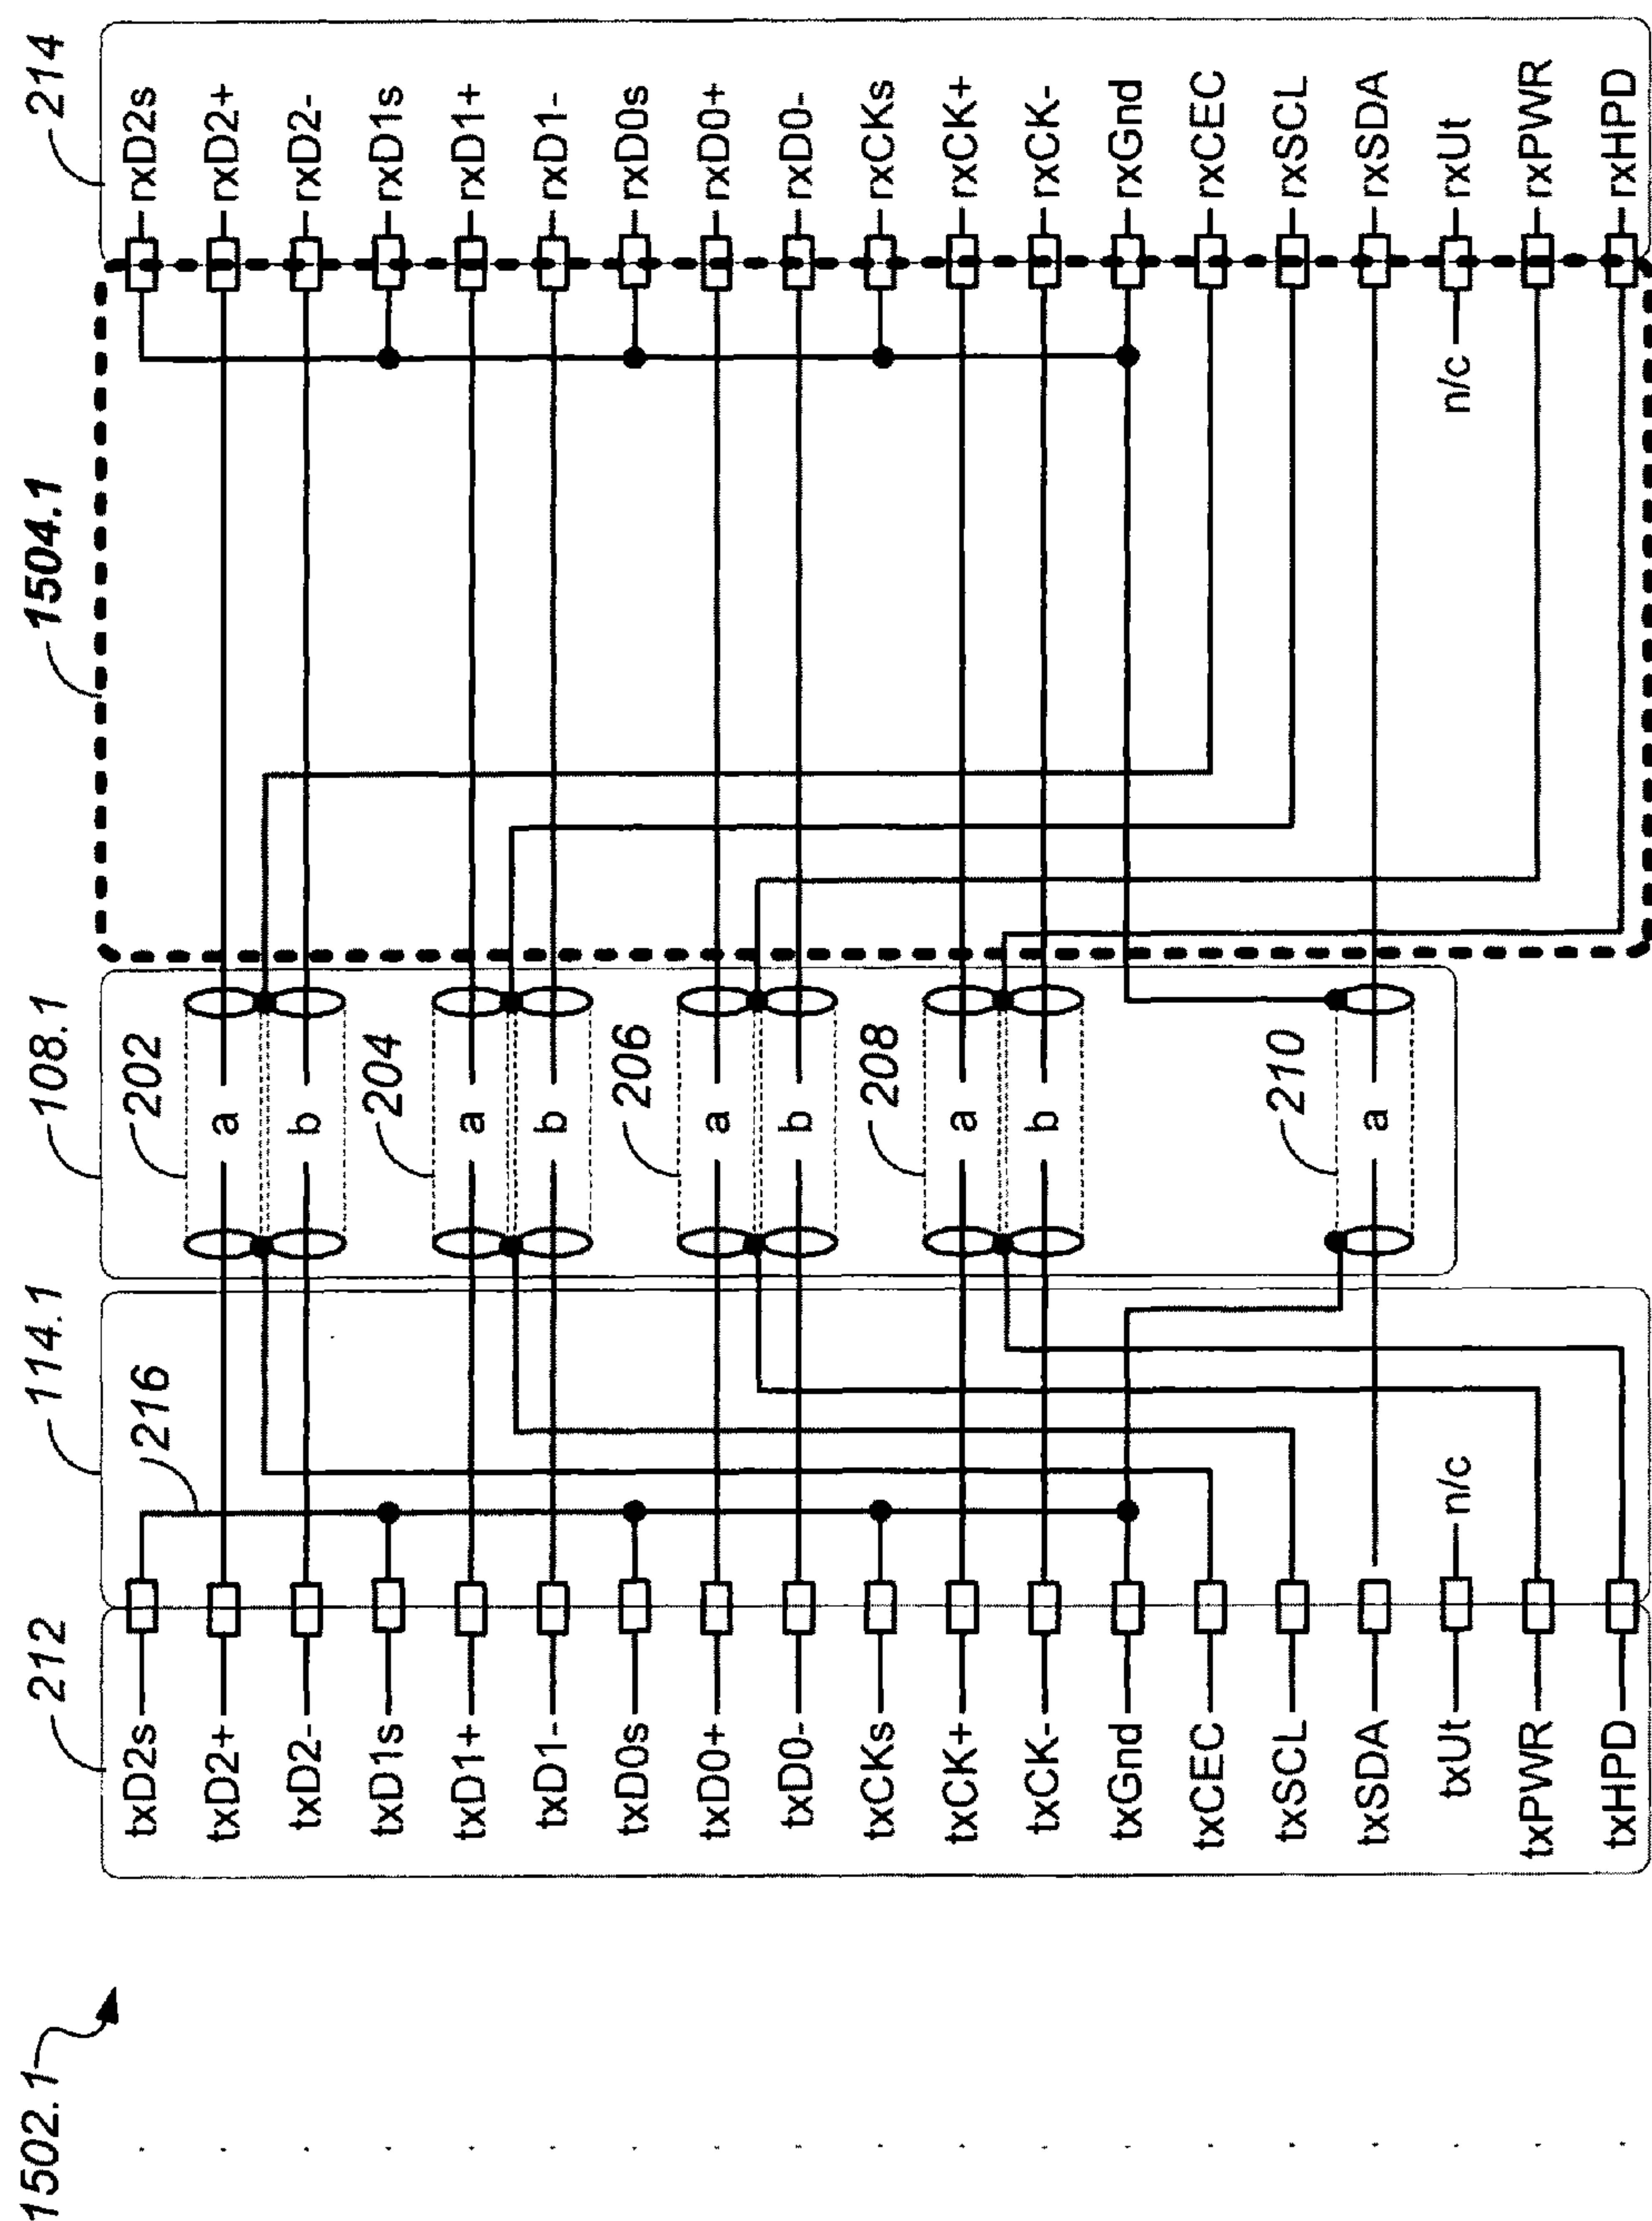 1502.1
212
114.1
108.1
1504.1
214
216
202
204
206
208
210
txD2s
txD2+
txD2-
txD1s
txD1+
txD1-
txD0s
txD0+
txD0-
txCKs
txCK+
txCK-
txGnd
txCEC
txSCL
txSDA
txUt
txPWR
txHPD
n/c
a
b
a
b
a
b
a
b
a
n/c
rxD2s
rxD2+
rxD2-
rxD1s
rxD1+
rxD1-
rxD0s
rxD0+
rxD0-
rxCKs
rxCK+
rxCK-
rxGnd
rxCEC
rxSCL
rxSDA
rxUt
rxPWR
rxHPD